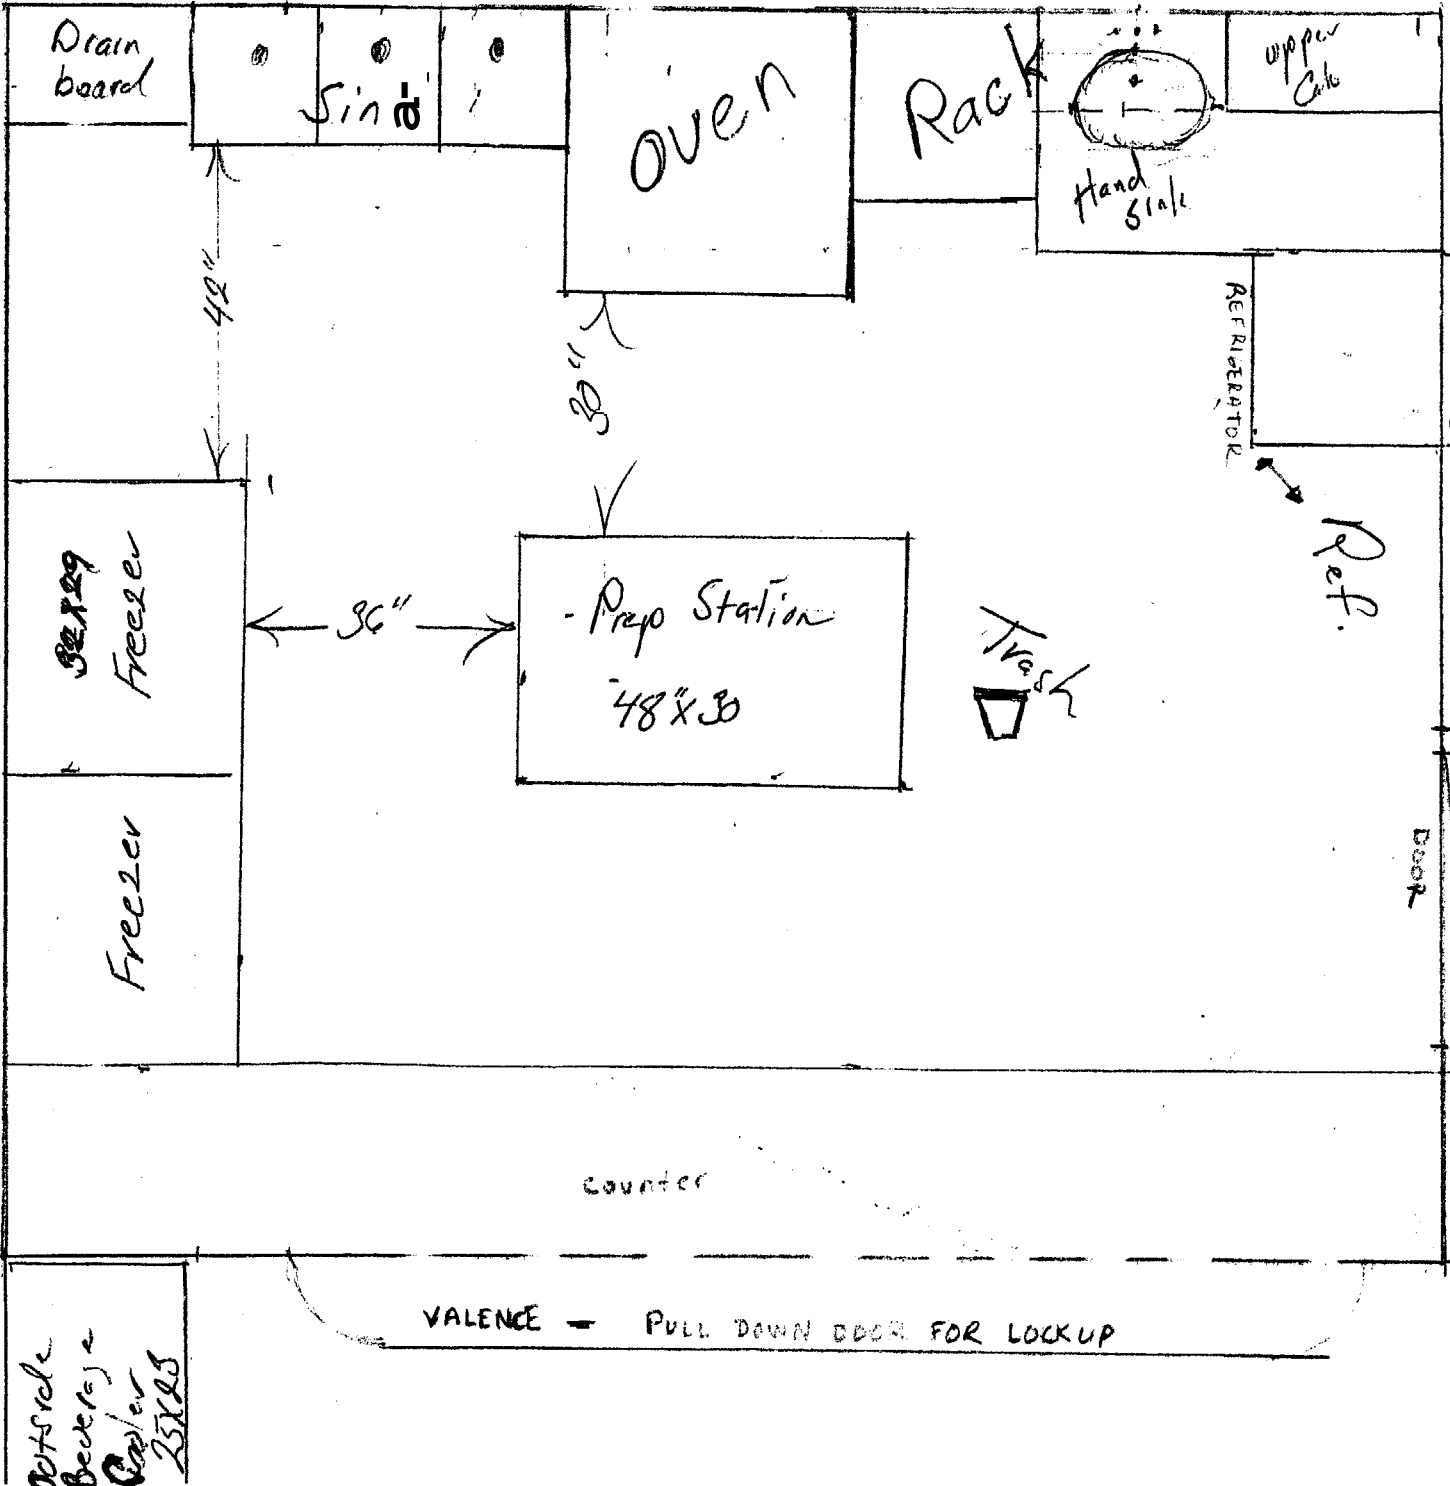 Drain
board
Sink
Oven
Rack
upper
Cab
Hand
Sink
42"
30"
REFRIGERATOR
Ref.
32X29
Freezer
36"
- Prep Station
- 48"X30
Trash
Freezer
DOOR
counter
VALENCE - PULL DOWN DOOR FOR LOCKUP
Outside
Beverage
Cooler
25X25